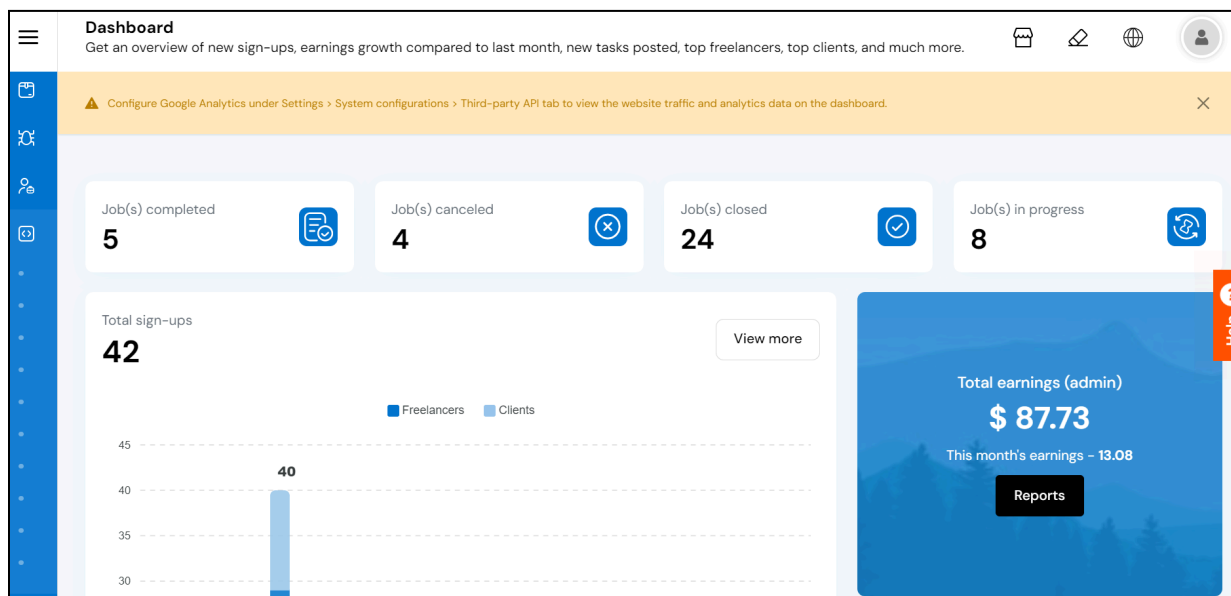 Dashboard
Get an overview of new sign-ups, earnings growth compared to last month, new tasks posted, top freelancers, top clients, and much more.
Configure Google Analytics under Settings > System configurations > Third-party API tab to view the website traffic and analytics data on the dashboard.
Job(s) completed
5
Job(s) canceled
4
Job(s) closed
24
Job(s) in progress
8
Total sign-ups
42
View more
Freelancers
Clients
45
40
40
35
30
Total earnings (admin)
$ 87.73
This month's earnings - 13.08
Reports
Help